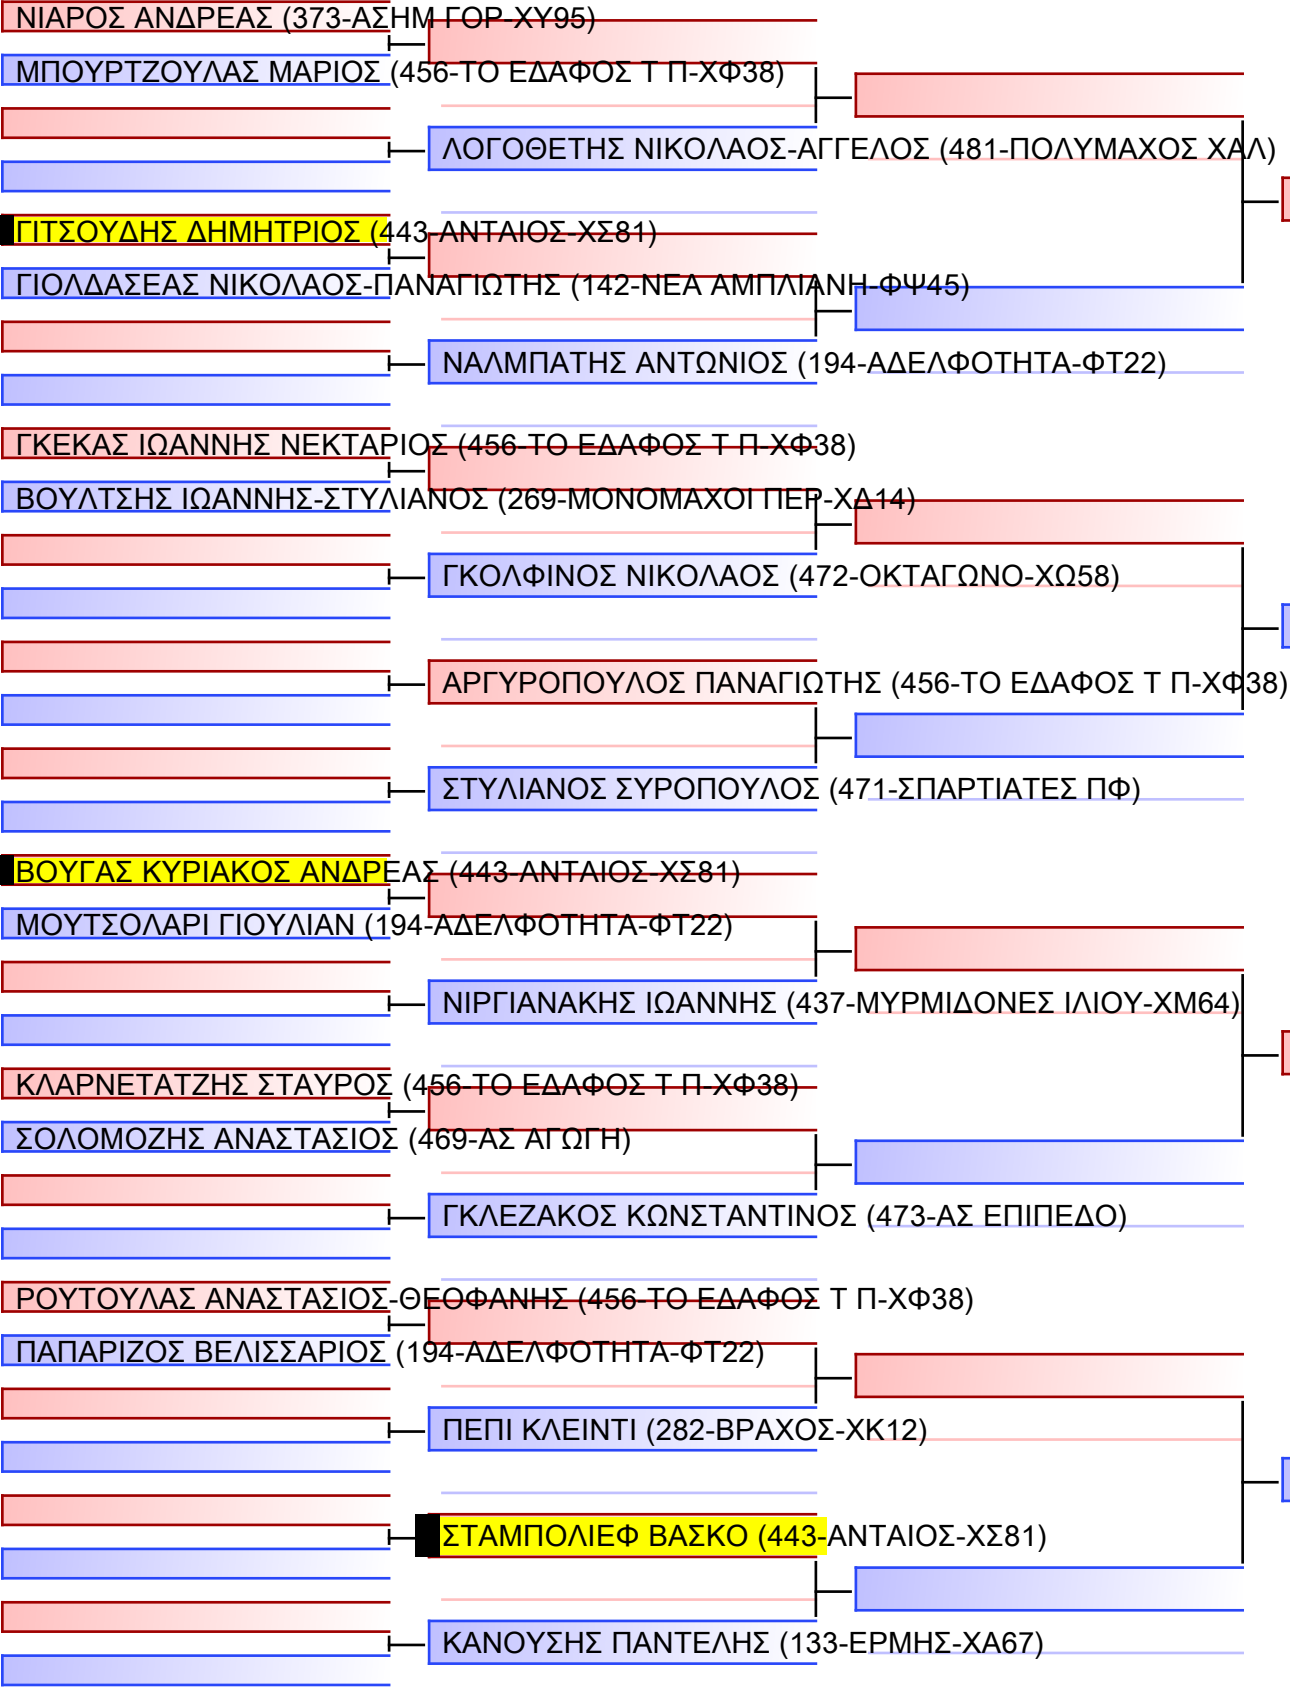 ΝΙΑΡΟΣ ΑΝΔΡΕΑΣ (373-ΑΣΗΜ ΓΟΡ-ΧΥ95)
ΜΠΟΥΡΤΖΟΥΛΑΣ ΜΑΡΙΟΣ (456-ΤΟ ΕΔΑΦΟΣ Τ Π-ΧΦ38)
ΛΟΓΟΘΕΤΗΣ ΝΙΚΟΛΑΟΣ-ΑΓΓΕΛΟΣ (481-ΠΟΛΥΜΑΧΟΣ ΧΑΛ)
ΓΙΤΣΟΥΔΗΣ ΔΗΜΗΤΡΙΟΣ (443-ΑΝΤΑΙΟΣ-ΧΣ81)
ΓΙΟΛΔΑΣΕΑΣ ΝΙΚΟΛΑΟΣ-ΠΑΝΑΓΙΩΤΗΣ (142-ΝΕΑ ΑΜΠΛΙΑΝΗ-ΦΨ45)
ΝΑΛΜΠΑΤΗΣ ΑΝΤΩΝΙΟΣ (194-ΑΔΕΛΦΟΤΗΤΑ-ΦΤ22)
ΓΚΕΚΑΣ ΙΩΑΝΝΗΣ ΝΕΚΤΑΡΙΟΣ (456-ΤΟ ΕΔΑΦΟΣ Τ Π-ΧΦ38)
ΒΟΥΛΤΣΗΣ ΙΩΑΝΝΗΣ-ΣΤΥΛΙΑΝΟΣ (269-ΜΟΝΟΜΑΧΟΙ ΠΕΡ-ΧΔ14)
ΓΚΟΛΦΙΝΟΣ ΝΙΚΟΛΑΟΣ (472-ΟΚΤΑΓΩΝΟ-ΧΩ58)
ΑΡΓΥΡΟΠΟΥΛΟΣ ΠΑΝΑΓΙΩΤΗΣ (456-ΤΟ ΕΔΑΦΟΣ Τ Π-ΧΦ38)
ΣΤΥΛΙΑΝΟΣ ΣΥΡΟΠΟΥΛΟΣ (471-ΣΠΑΡΤΙΑΤΕΣ ΠΦ)
ΒΟΥΓΑΣ ΚΥΡΙΑΚΟΣ ΑΝΔΡΕΑΣ (443-ΑΝΤΑΙΟΣ-ΧΣ81)
ΜΟΥΤΣΟΛΑΡΙ ΓΙΟΥΛΙΑΝ (194-ΑΔΕΛΦΟΤΗΤΑ-ΦΤ22)
ΝΙΡΓΙΑΝΑΚΗΣ ΙΩΑΝΝΗΣ (437-ΜΥΡΜΙΔΟΝΕΣ ΙΛΙΟΥ-ΧΜ64)
ΚΛΑΡΝΕΤΑΤΖΗΣ ΣΤΑΥΡΟΣ (456-ΤΟ ΕΔΑΦΟΣ Τ Π-ΧΦ38)
ΣΟΛΟΜΟΖΗΣ ΑΝΑΣΤΑΣΙΟΣ (469-ΑΣ ΑΓΩΓΗ)
ΓΚΛΕΖΑΚΟΣ ΚΩΝΣΤΑΝΤΙΝΟΣ (473-ΑΣ ΕΠΙΠΕΔΟ)
ΡΟΥΤΟΥΛΑΣ ΑΝΑΣΤΑΣΙΟΣ-ΘΕΟΦΑΝΗΣ (456-ΤΟ ΕΔΑΦΟΣ Τ Π-ΧΦ38)
ΠΑΠΑΡΙΖΟΣ ΒΕΛΙΣΣΑΡΙΟΣ (194-ΑΔΕΛΦΟΤΗΤΑ-ΦΤ22)
ΠΕΠΙ ΚΛΕΙΝΤΙ (282-ΒΡΑΧΟΣ-ΧΚ12)
ΣΤΑΜΠΟΛΙΕΦ ΒΑΣΚΟ (443-ΑΝΤΑΙΟΣ-ΧΣ81)
ΚΑΝΟΥΣΗΣ ΠΑΝΤΕΛΗΣ (133-ΕΡΜΗΣ-ΧΑ67)